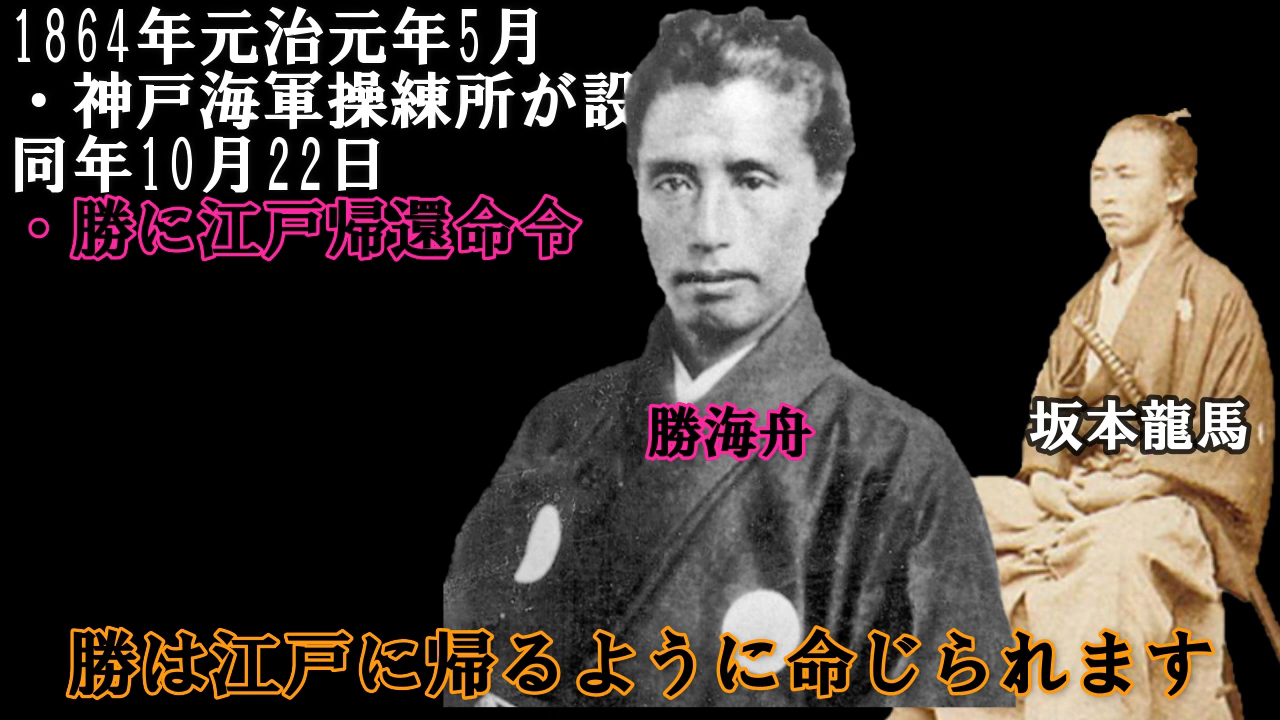 1864年元治元年5月
・神戸海軍操練所が設
同年10月22日
・勝に江戸帰還命令
勝海舟
坂本龍馬
勝は江戸に帰るように命じられます